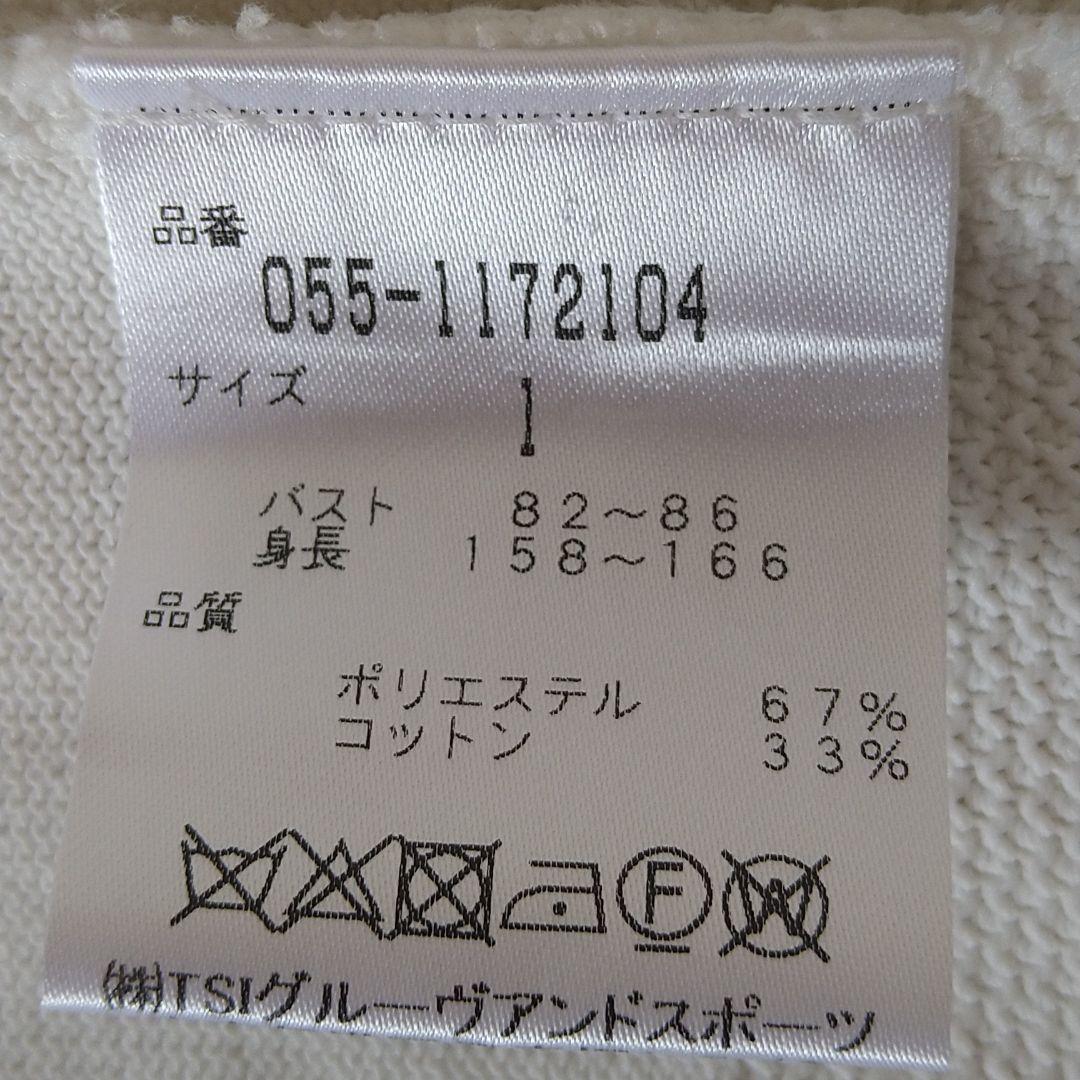 品番
055-1172104
サイズ 1
バスト 82～86
身長 158～166
品質
ポリエステル 67%
コットン 33%
F W
㈱TSIグルーヴアンドスポーツ